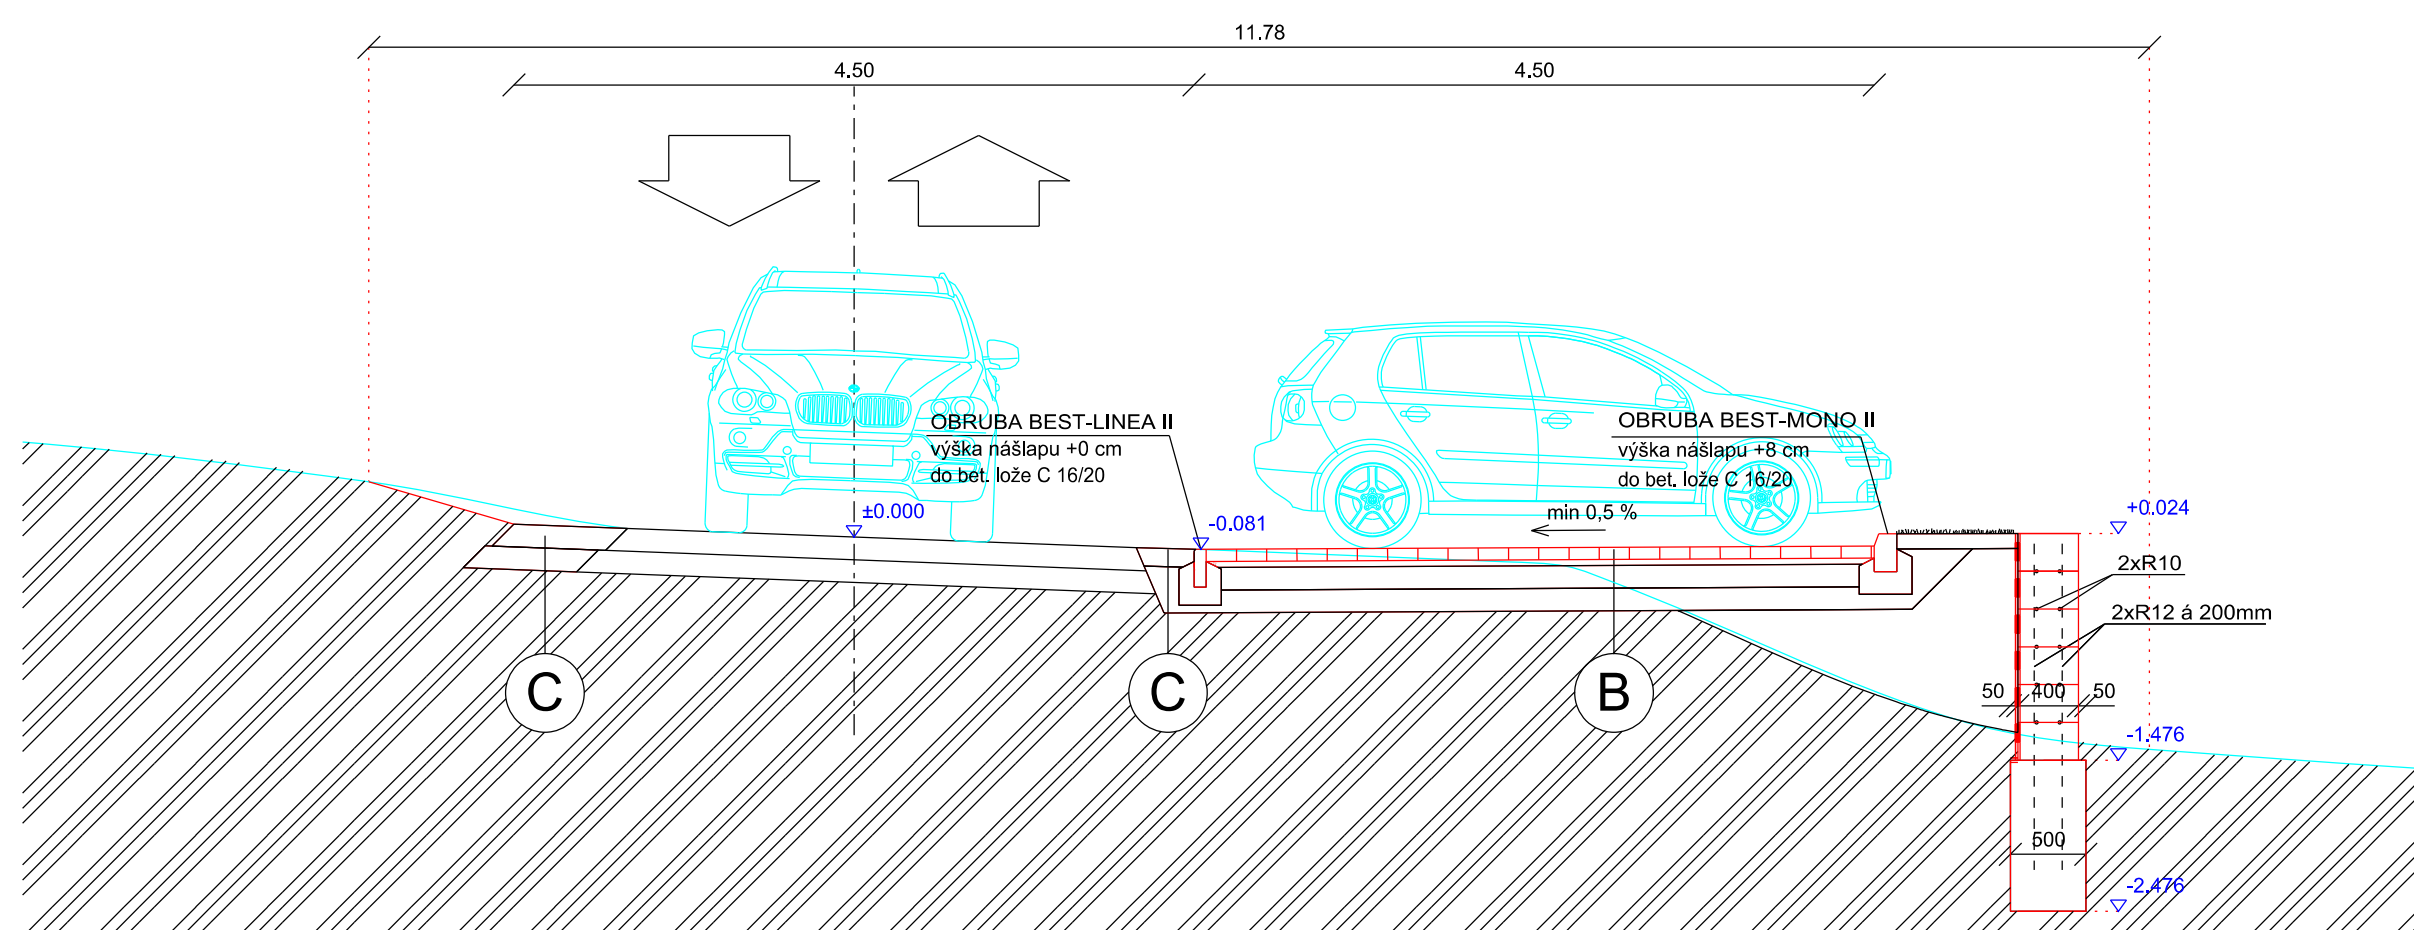 11.78
4.50
4.50
OBRUBA BEST-LINEA II
výška nášlapu +0 cm
do bet. lože C 16/20
OBRUBA BEST-MONO II
výška nášlapu +8 cm
do bet. lože C 16/20
±0.000
-0.081
min 0,5 %
+0.024
2xR10
2xR12 á 200mm
C
C
B
50
400
50
-1.476
500
-2.476